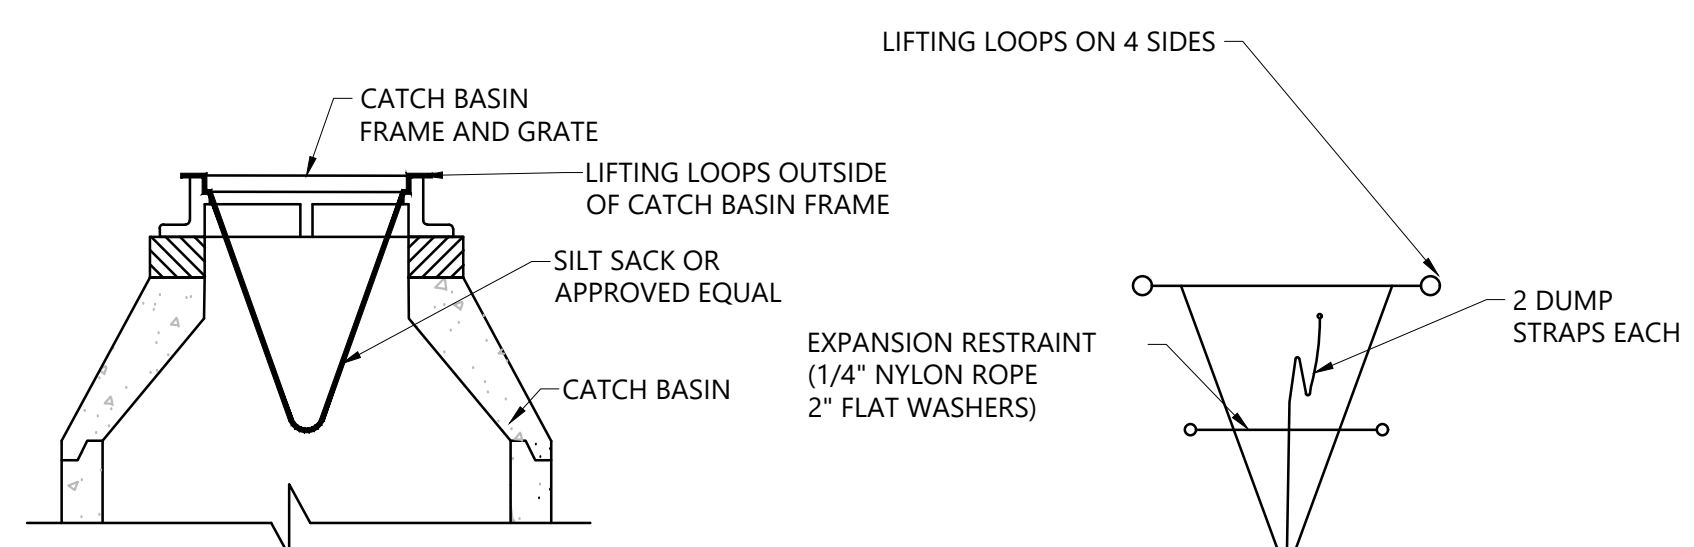 LIFTING LOOPS ON 4 SIDES
CATCH BASIN
FRAME AND GRATE
LIFTING LOOPS OUTSIDE
OF CATCH BASIN FRAME
SILT SACK OR
APPROVED EQUAL
CATCH BASIN
2 DUMP
STRAPS EACH
EXPANSION RESTRAINT
(1/4" NYLON ROPE
2" FLAT WASHERS)